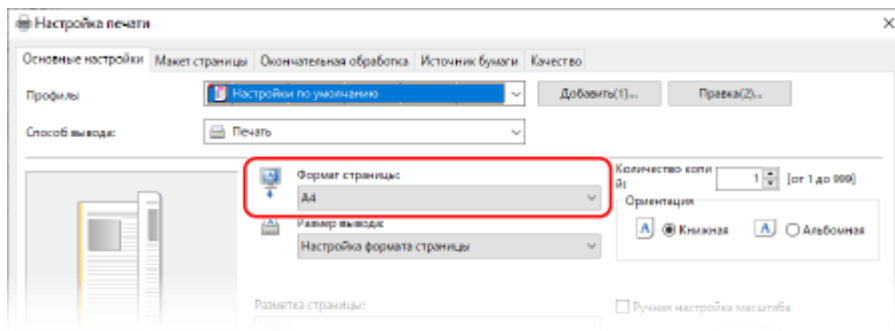 Настройка печати
Основные настройки Макет страницы Окончательная обработка Источник бумаги Качество
Профиль: Настройки по умолчанию Добавить(1)... Правка(2)...
Способ вывода: Печать
Формат страницы:
A4
Размер вывода:
Настройка формата страницы
Количество копи
й: 1 [от 1 до 999]
Ориентация
A Книжная A Альбомная
Разметка страницы:
Ручная настройка масштаба